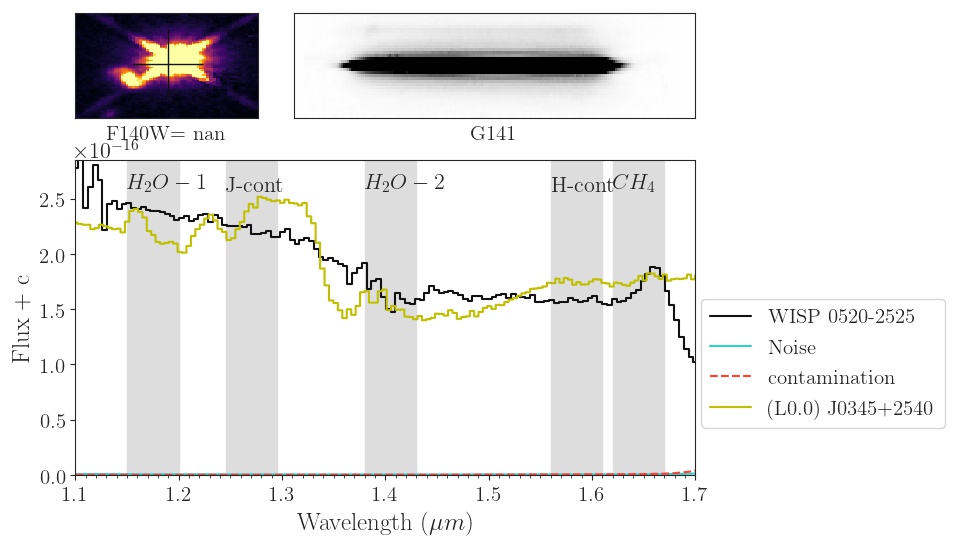 F140W= nan
G141
×10−16
H2O − 1
J-cont
H2O − 2
H-cont
CH4
2.5
2.0
1.5
1.0
0.5
0.0
Flux + c
1.1
1.2
1.3
1.4
1.5
1.6
1.7
Wavelength (μm)
WISP 0520-2525
Noise
contamination
(L0.0) J0345+2540